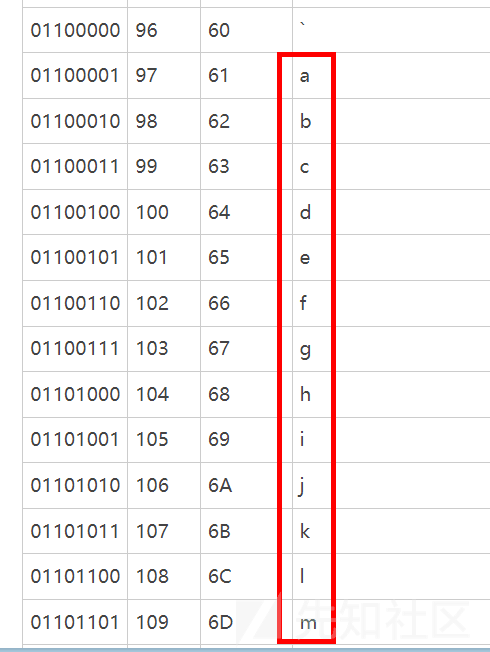 01100000 96 60 `
01100001 97 61 a
01100010 98 62 b
01100011 99 63 c
01100100 100 64 d
01100101 101 65 e
01100110 102 66 f
01100111 103 67 g
01101000 104 68 h
01101001 105 69 i
01101010 106 6A j
01101011 107 6B k
01101100 108 6C l
01101101 109 6D m
先知社区